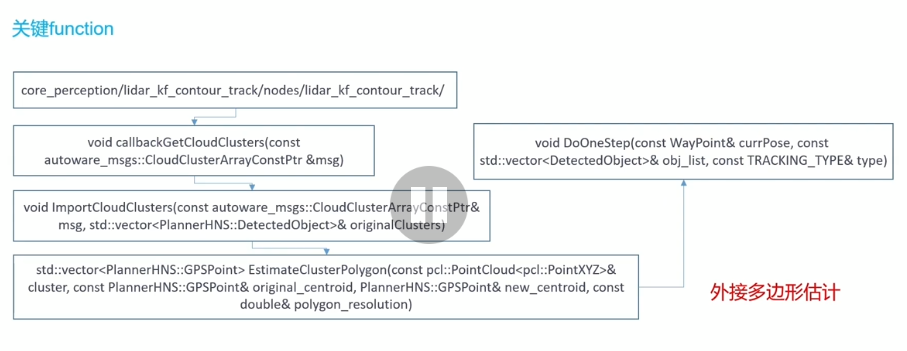 关键function
core_perception/lidar_kf_contour_track/nodes/lidar_kf_contour_track/
void callbackGetCloudClusters(const
autoware_msgs::CloudClusterArrayConstPtr &msg)
void ImportCloudClusters(const autoware_msgs::CloudClusterArrayConstPtr&
msg, std::vector<PlannerHNS::DetectedObject>& originalClusters)
std::vector<PlannerHNS::GPSPoint> EstimateClusterPolygon(const pcl::PointCloud<pcl::PointXYZ>&
cluster, const PlannerHNS::GPSPoint& original_centroid, PlannerHNS::GPSPoint& new_centroid, const
double& polygon_resolution)
void DoOneStep(const WayPoint& currPose, const
std::vector<DetectedObject>& obj_list, const TRACKING_TYPE& type)
外接多边形估计